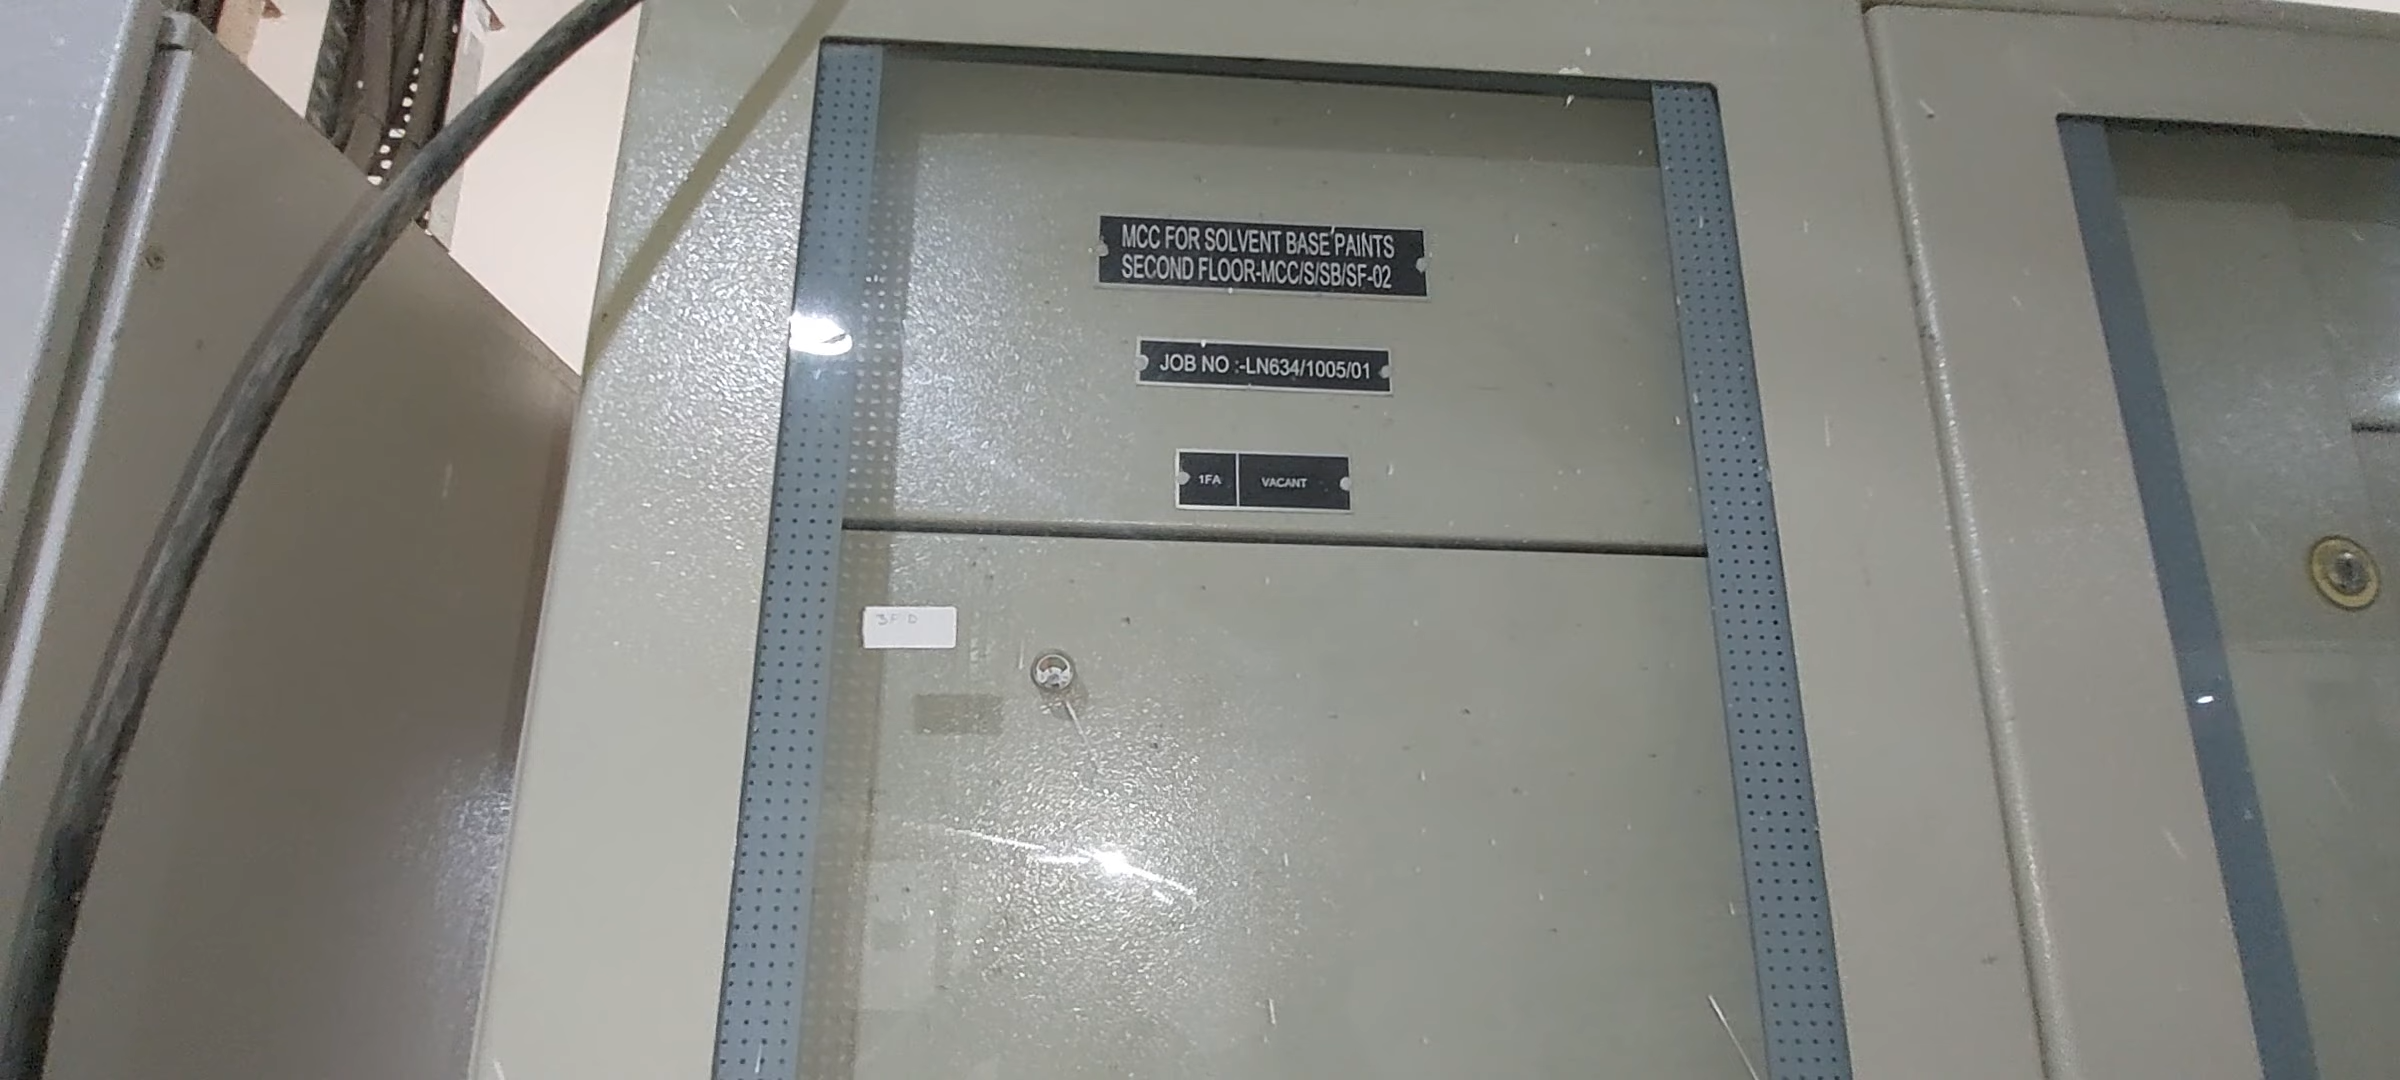 MCC FOR SOLVENT BASE PAINTS
SECOND FLOOR-MCC/S/SB/SF-02
JOB NO :-LN634/1005/01
1FA VACANT